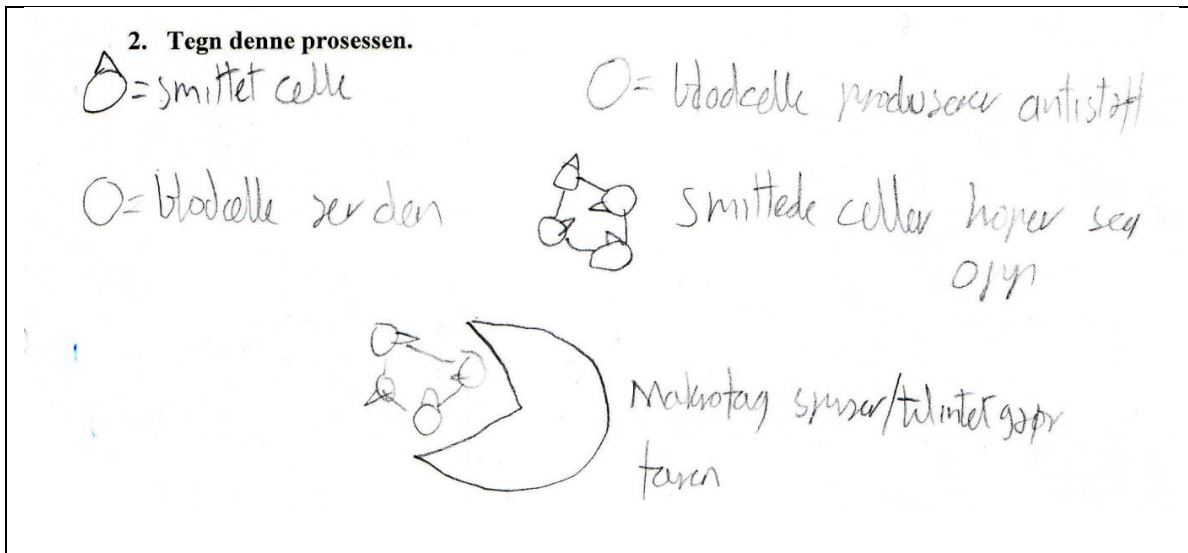 2. Tegn denne prosessen.
= smittet celle
= blodcelle produserer antistoff
= blodcelle ser den
smittede celler hoper seg
opp
Makrofag spiser/tilintetgjør
faren